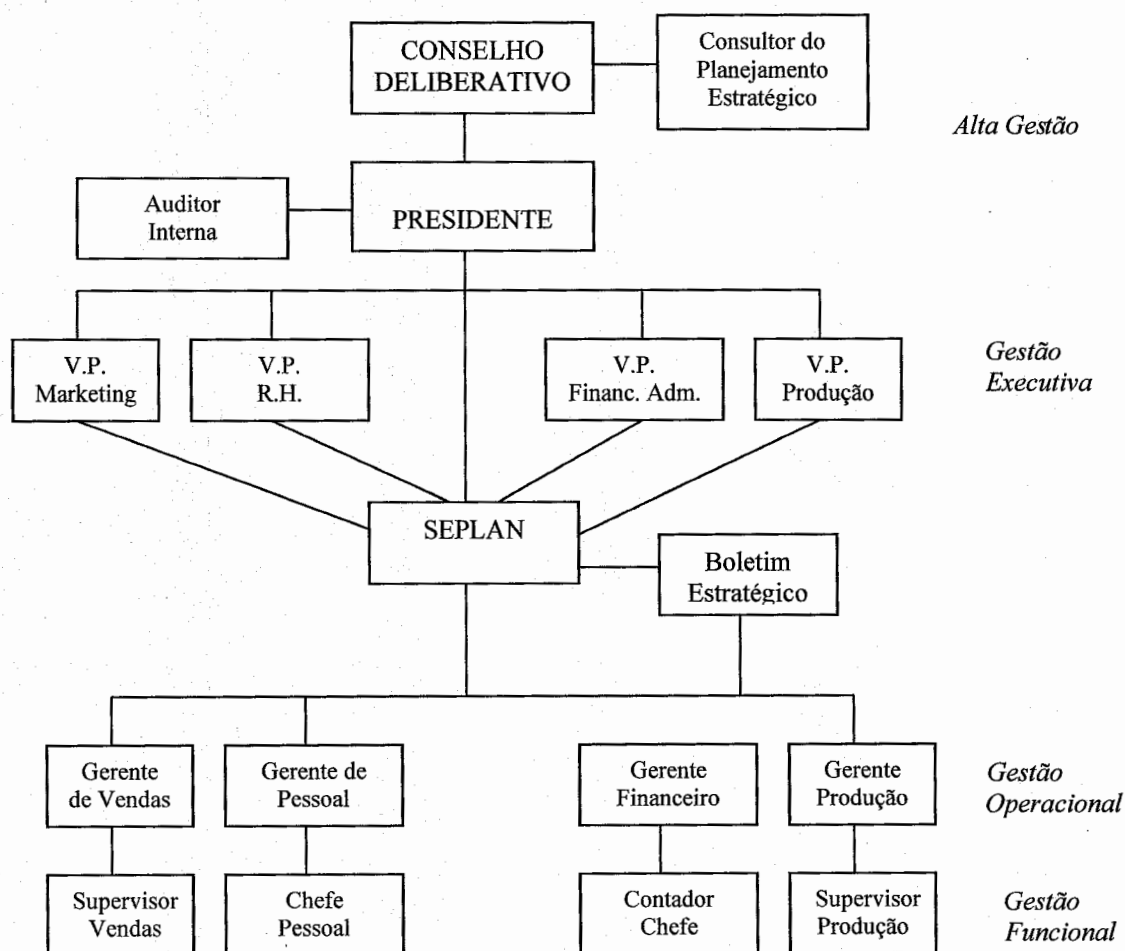 CONSELHO
DELIBERATIVO
Consultor do
Planejamento
Estratégico
Alta Gestão
Auditor
Interna
PRESIDENTE
V.P.
Marketing
V.P.
R.H.
V.P.
Financ. Adm.
V.P.
Produção
Gestão
Executiva
SEPLAN
Boletim
Estratégico
Gerente
de Vendas
Gerente de
Pessoal
Gerente
Financeiro
Gerente
Produção
Gestão
Operacional
Supervisor
Vendas
Chefe
Pessoal
Contador
Chefe
Supervisor
Produção
Gestão
Funcional